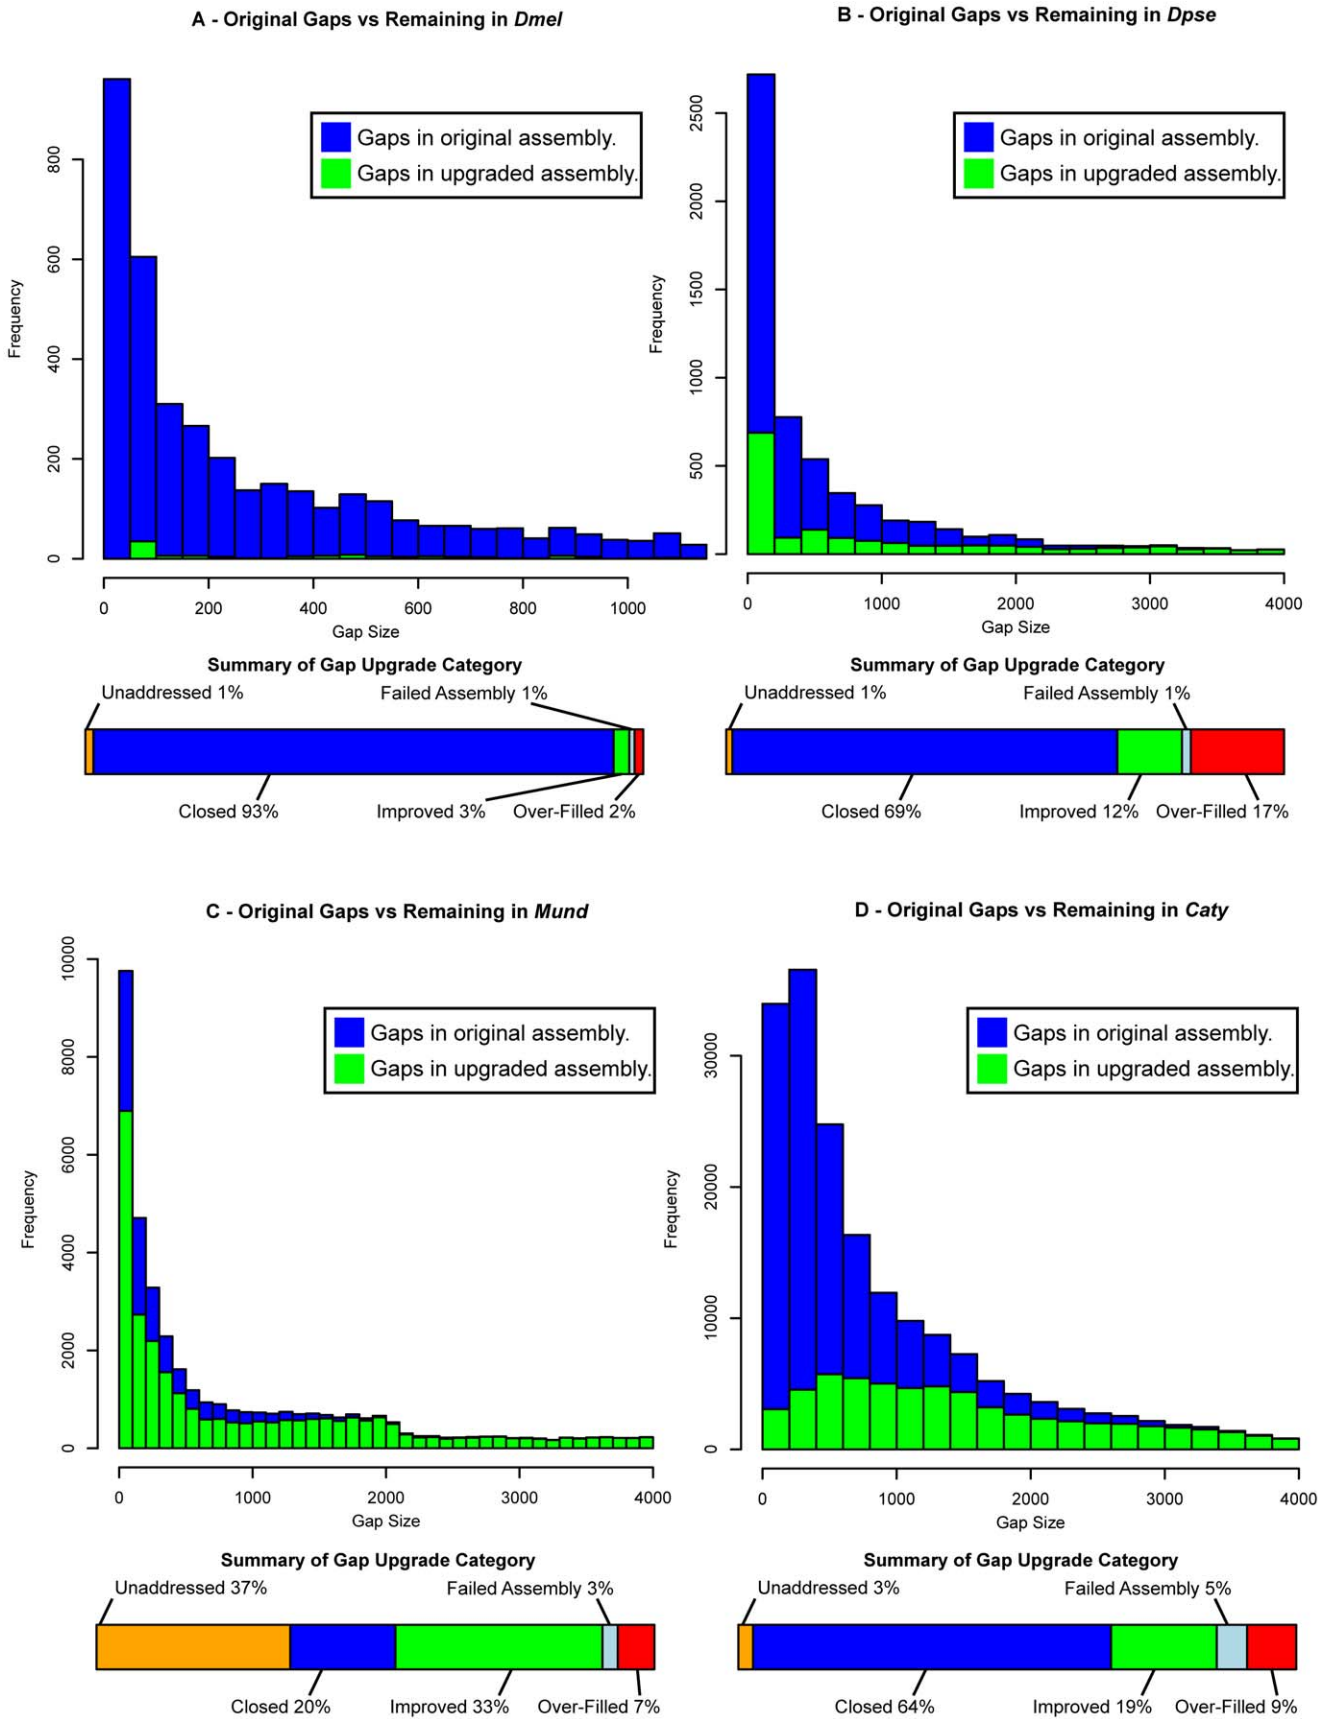 A - Original Gaps vs Remaining in Dmel
Frequency
0
200
400
600
800
Gaps in original assembly.
Gaps in upgraded assembly.
0 200 400 600 800 1000
Gap Size
Summary of Gap Upgrade Category
Unaddressed 1% Failed Assembly 1%
Closed 93% Improved 3% Over-Filled 2%
B - Original Gaps vs Remaining in Dpse
Frequency
500
1000
1500
2000
2500
Gaps in original assembly.
Gaps in upgraded assembly.
0 1000 2000 3000 4000
Gap Size
Summary of Gap Upgrade Category
Unaddressed 1% Failed Assembly 1%
Closed 69% Improved 12% Over-Filled 17%
C - Original Gaps vs Remaining in Mund
Frequency
0
2000
4000
6000
8000
10000
Gaps in original assembly.
Gaps in upgraded assembly.
0 1000 2000 3000 4000
Gap Size
Summary of Gap Upgrade Category
Unaddressed 37% Failed Assembly 3%
Closed 20% Improved 33% Over-Filled 7%
D - Original Gaps vs Remaining in Caty
Frequency
0
10000
20000
30000
Gaps in original assembly.
Gaps in upgraded assembly.
0 1000 2000 3000 4000
Gap Size
Summary of Gap Upgrade Category
Unaddressed 3% Failed Assembly 5%
Closed 64% Improved 19% Over-Filled 9%